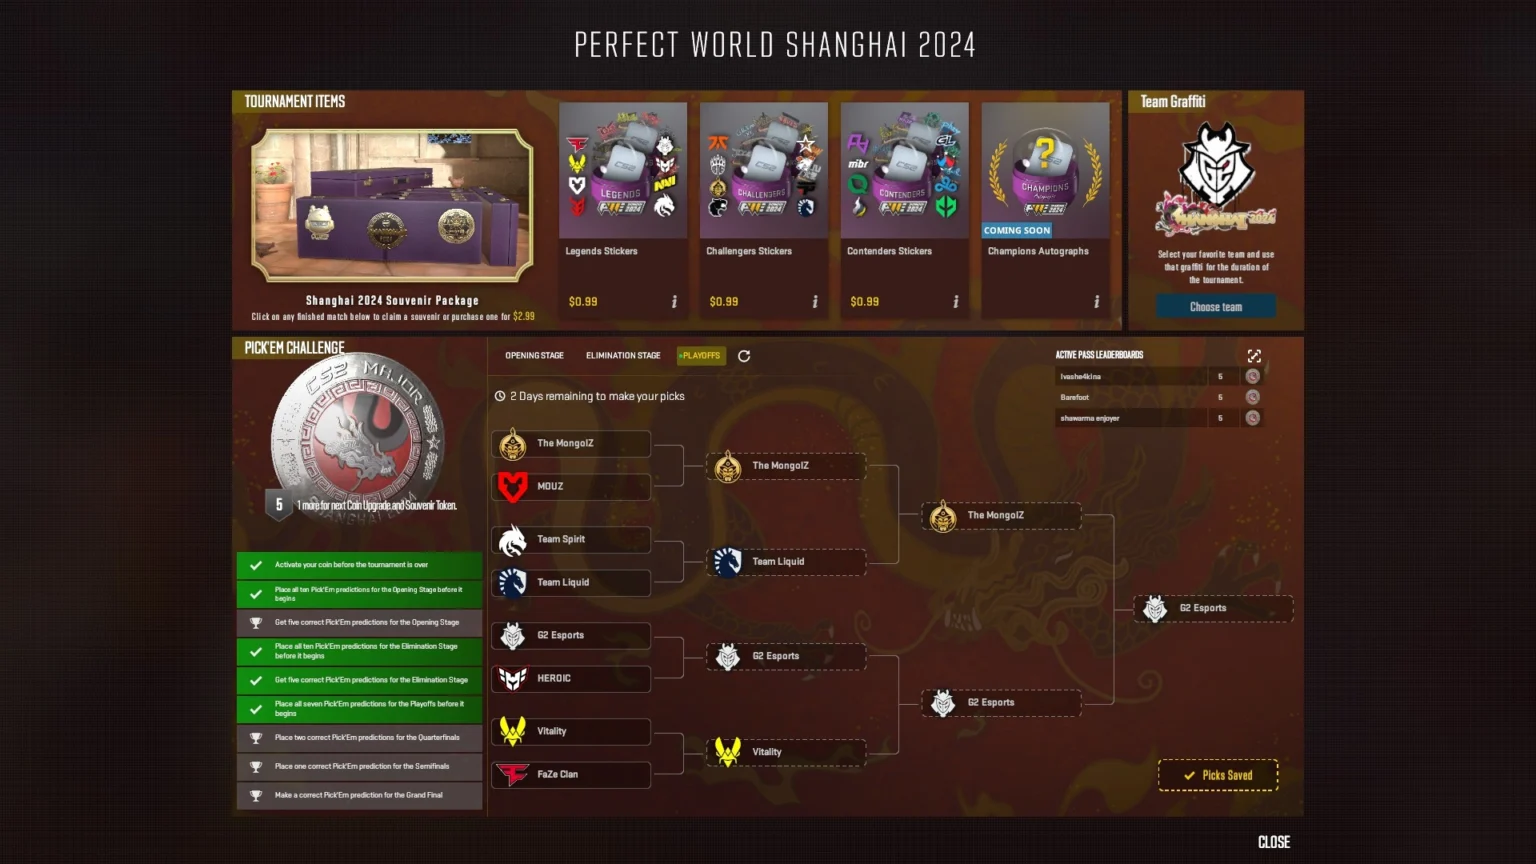 PERFECT WORLD SHANGHAI 2024
TOURNAMENT ITEMS
Shanghai 2024 Souvenir Package
Click on any finished match below to claim a souvenir or purchase one for $2.99
LEGENDS
Legends Stickers
$0.99
CHALLENGERS
Challengers Stickers
$0.99
CONTENDERS
Contenders Stickers
$0.99
CHAMPIONS
COMING SOON
Champions Autographs
Team Graffiti
Select your favorite team and use
that graffiti for the duration of
the tournament.
Choose team
PICK'EM CHALLENGE
CS2 MAJOR
5
1 more for next Coin Upgrade and Souvenir Token.
Activate your coin before the tournament is over
Place all ten Pick'Em predictions for the Opening Stage before it
begins
Get five correct Pick'Em predictions for the Opening Stage
Place all ten Pick'Em predictions for the Elimination Stage
before it begins
Get five correct Pick'Em predictions for the Elimination Stage
Place all seven Pick'Em predictions for the Playoffs before it
begins
Place two correct Pick'Em predictions for the Quarterfinals
Place one correct Pick'Em prediction for the Semifinals
Make a correct Pick'Em prediction for the Grand Final
OPENING STAGE
ELIMINATION STAGE
PLAYOFFS
2 Days remaining to make your picks
ACTIVE PASS LEADERBOARDS
ivashe4kina 5
Barefoot 5
shawarma enjoyer 5
The MongolZ
MOUZ
Team Spirit
Team Liquid
G2 Esports
HEROIC
Vitality
FaZe Clan
The MongolZ
Team Liquid
G2 Esports
Vitality
The MongolZ
G2 Esports
G2 Esports
Picks Saved
CLOSE